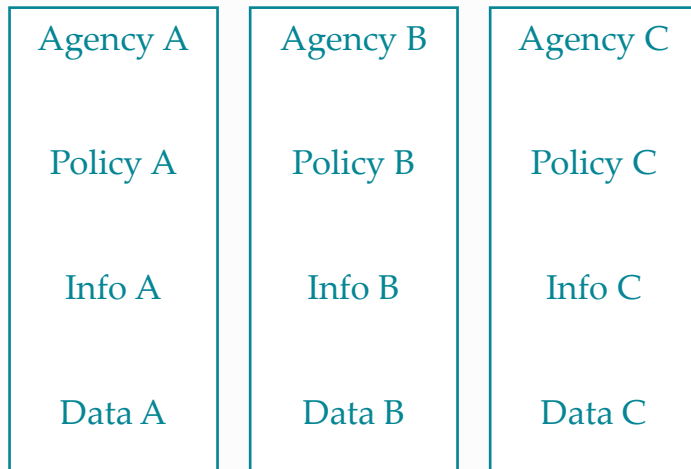 Agency A
Policy A
Info A
Data A
Agency B
Policy B
Info B
Data B
Agency C
Policy C
Info C
Data C